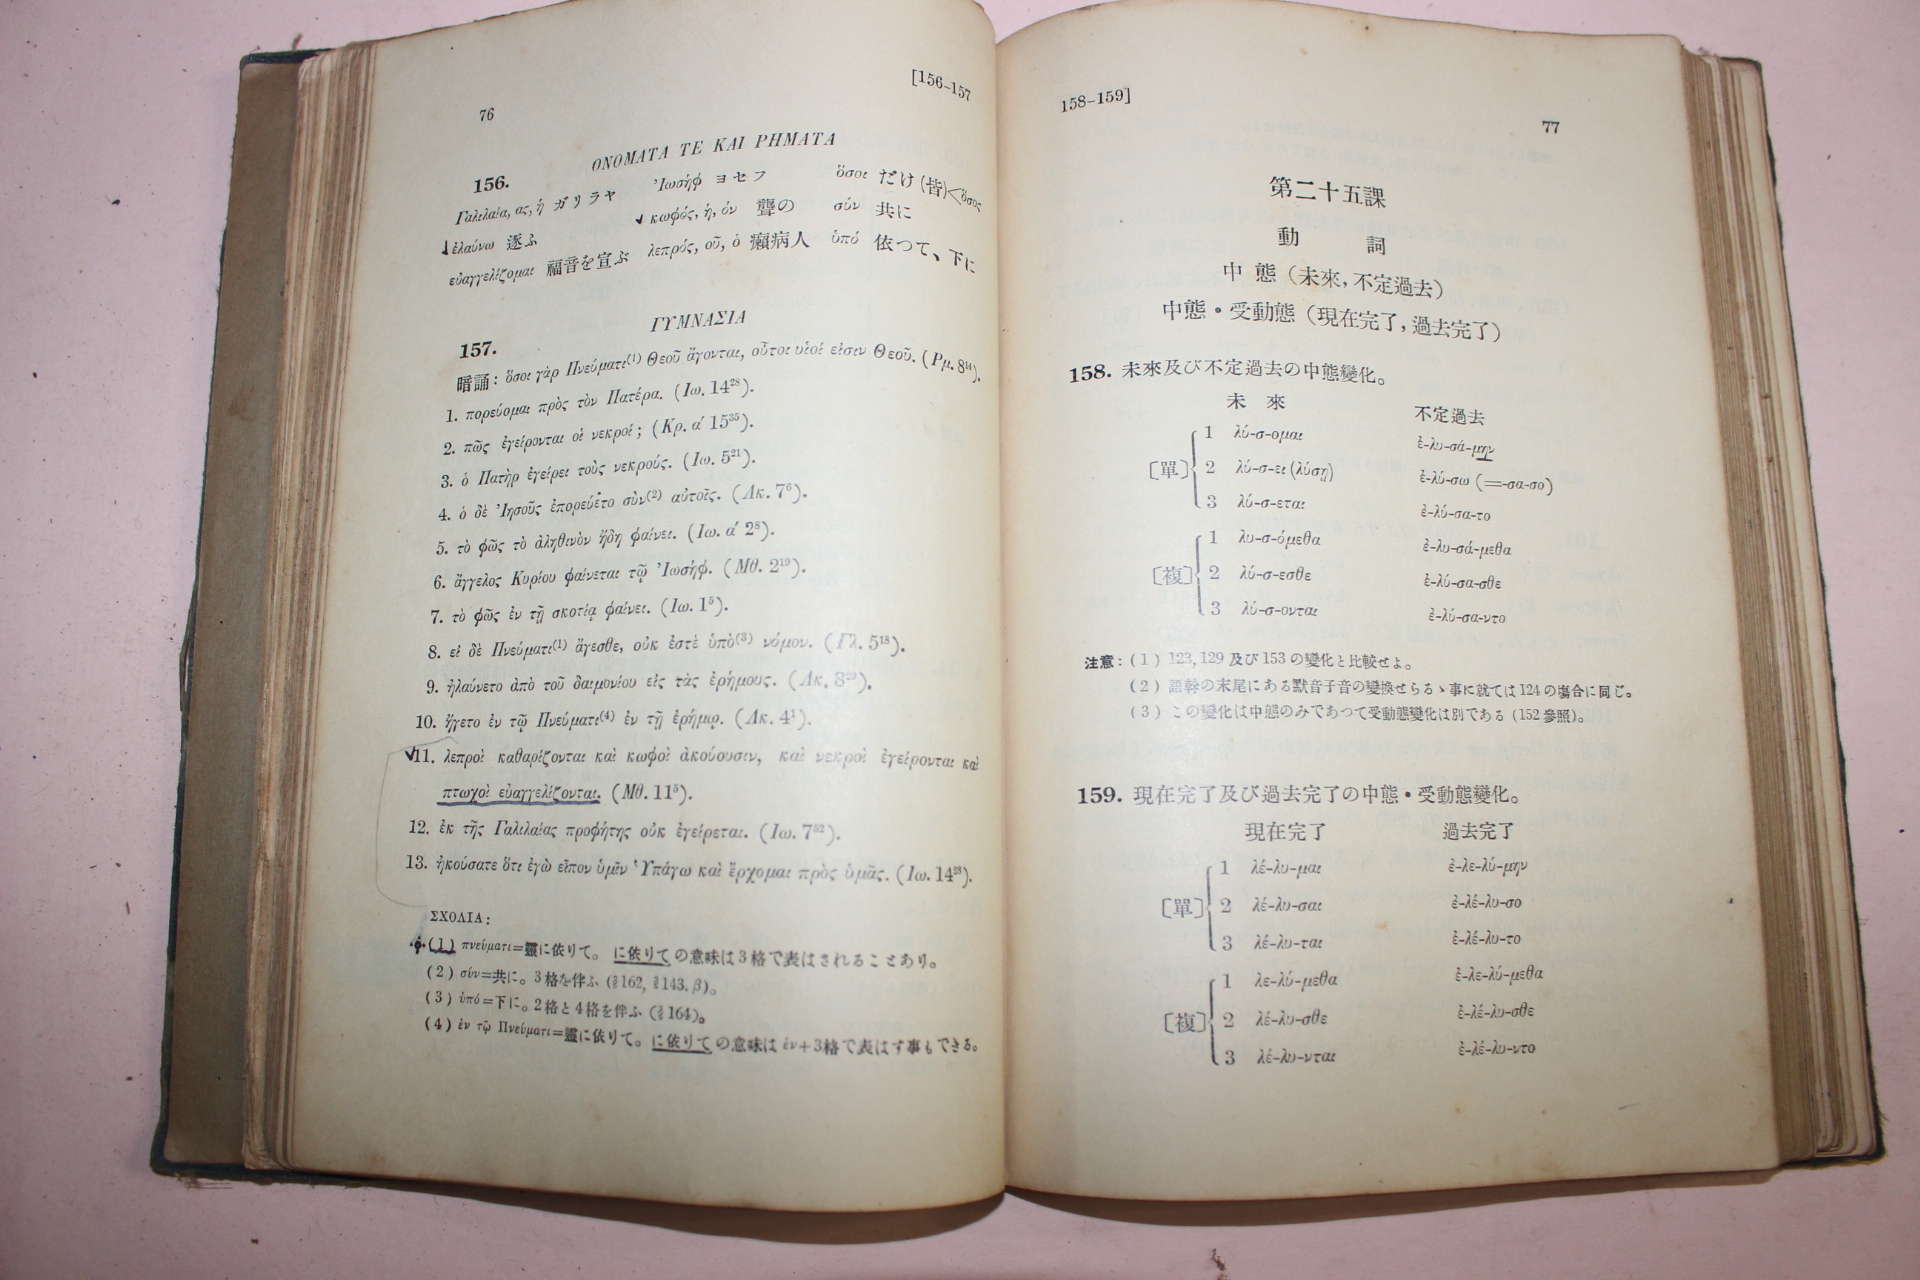 76
[156–157
ΟΝΟΜΑΤΑ ΤΕ ΚΑΙ ΡΗΜΑΤΑ
156.
Γαλιλαία, ας, ἡ ガリラヤ Ἰωσήφ ヨセフ ὅσοι だけ(皆)<ὅσος
ἐλαύνω 逐ふ κωφός, ή, όν 聾の σύν 共に
εὐαγγελίζομαι 福音を宣ぶ λεπρός, οῦ, ὁ 癩病人 ὑπό 依つて、下に
ΓΥΜΝΑΣΙΑ
157.
暗誦: ὅσοι γὰρ Πνεύματι(1) Θεοῦ ἄγονται, οὗτοι υἱοί εἰσιν Θεοῦ. (Ρμ. 8¹⁴).
1. πορεύομαι πρὸς τὸν Πατέρα. (Ιω. 14²⁸).
2. πῶς ἐγείρονται οἱ νεκροί; (Κρ. α′ 15³⁵).
3. ὁ Πατὴρ ἐγείρει τοὺς νεκρούς. (Ιω. 5²¹).
4. ὁ δὲ Ἰησοῦς ἐπορεύετο σὺν(2) αὐτοῖς. (Λκ. 7⁶).
5. τὸ φῶς τὸ ἀληθινὸν ἤδη φαίνει. (Ιω. α′ 2⁸).
6. ἄγγελος Κυρίου φαίνεται τῷ Ἰωσήφ. (Μθ. 2¹⁹).
7. τὸ φῶς ἐν τῇ σκοτίᾳ φαίνει. (Ιω. 1⁵).
8. εἰ δὲ Πνεύματι(1) ἄγεσθε, οὐκ ἐστὲ ὑπὸ(3) νόμον. (Γλ. 5¹⁸).
9. ἠλαύνετο ἀπὸ τοῦ δαιμονίου εἰς τὰς ἐρήμους. (Λκ. 8²⁹).
10. ἤγετο ἐν τῷ Πνεύματι(4) ἐν τῇ ἐρήμῳ. (Λκ. 4¹).
11. λεπροὶ καθαρίζονται καὶ κωφοὶ ἀκούουσιν, καὶ νεκροὶ ἐγείρονται καὶ
πτωχοὶ εὐαγγελίζονται. (Μθ. 11⁵).
12. ἐκ τῆς Γαλιλαίας προφήτης οὐκ ἐγείρεται. (Ιω. 7⁵²).
13. ἠκούσατε ὅτι ἐγὼ εἶπον ὑμῖν Ὑπάγω καὶ ἔρχομαι πρὸς ὑμᾶς. (Ιω. 14²⁸).
ΣΧΟΛΙΑ:
(1) πνεύματι=靈に依りて。 に依りての意味は3格で表はされることあり。
(2) σύν=共に。3格を伴ふ (§162, §143. β)。
(3) ὑπό=下に。2格と4格を伴ふ (§164)。
(4) ἐν τῷ Πνεύματι=靈に依りて。に依りての意味は ἐν+3格で表はす事もできる。
158–159]
77
第二十五課
動 詞
中態(未來, 不定過去)
中態・受動態(現在完了, 過去完了)
158. 未來及び不定過去の中態變化。
未來 不定過去
[單] 1 λύ-σ-ομαι ἐ-λυ-σά-μην
2 λύ-σ-ει (λύσῃ) ἐ-λύ-σω (=-σα-σο)
3 λύ-σ-εται ἐ-λύ-σα-το
[複] 1 λυ-σ-όμεθα ἐ-λυ-σά-μεθα
2 λύ-σ-εσθε ἐ-λύ-σα-σθε
3 λύ-σ-ονται ἐ-λύ-σα-ντο
注意: (1) 123, 129 及び 153 の變化と比較せよ。
(2) 語幹の末尾にある默音子音の變換せらるゝ事に就ては 124 の塲合に同じ。
(3) この變化は中態のみであつて受動態變化は別である (152 參照)。
159. 現在完了及び過去完了の中態・受動態變化。
現在完了 過去完了
[單] 1 λέ-λυ-μαι ἐ-λε-λύ-μην
2 λέ-λυ-σαι ἐ-λέ-λυ-σο
3 λέ-λυ-ται ἐ-λέ-λυ-το
[複] 1 λε-λύ-μεθα ἐ-λε-λύ-μεθα
2 λέ-λυ-σθε ἐ-λέ-λυ-σθε
3 λέ-λυ-νται ἐ-λέ-λυ-ντο